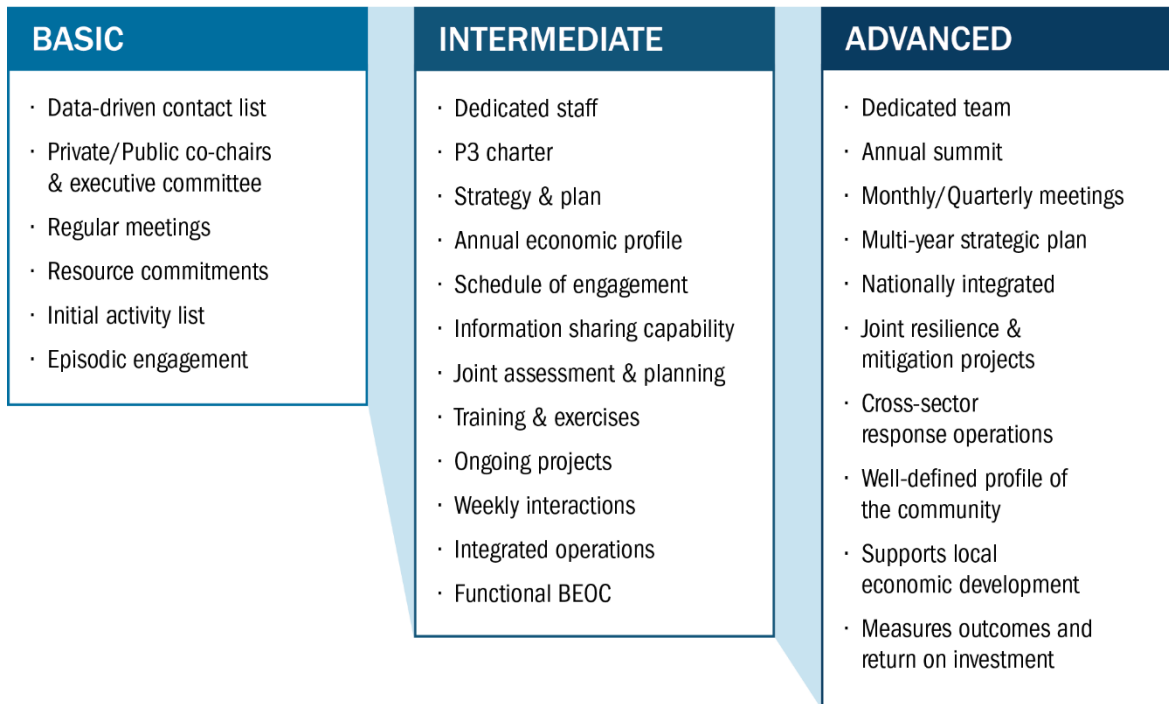 BASIC
· Data-driven contact list
· Private/Public co-chairs
& executive committee
· Regular meetings
· Resource commitments
· Initial activity list
· Episodic engagement
INTERMEDIATE
· Dedicated staff
· P3 charter
· Strategy & plan
· Annual economic profile
· Schedule of engagement
· Information sharing capability
· Joint assessment & planning
· Training & exercises
· Ongoing projects
· Weekly interactions
· Integrated operations
· Functional BEOC
ADVANCED
· Dedicated team
· Annual summit
· Monthly/Quarterly meetings
· Multi-year strategic plan
· Nationally integrated
· Joint resilience &
mitigation projects
· Cross-sector
response operations
· Well-defined profile of
the community
· Supports local
economic development
· Measures outcomes and
return on investment